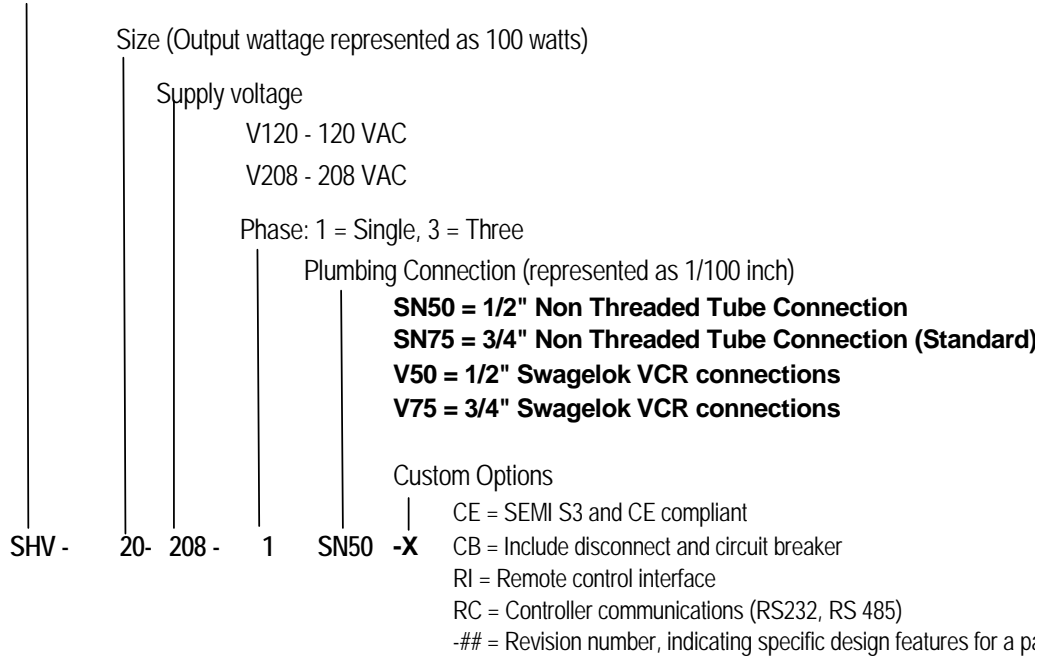 Size (Output wattage represented as 100 watts)
Supply voltage
V120 - 120 VAC
V208 - 208 VAC
Phase: 1 = Single, 3 = Three
Plumbing Connection (represented as 1/100 inch)
SN50 = 1/2" Non Threaded Tube Connection
SN75 = 3/4" Non Threaded Tube Connection (Standard)
V50 = 1/2" Swagelok VCR connections
V75 = 3/4" Swagelok VCR connections
Custom Options
CE = SEMI S3 and CE compliant
SHV - 20- 208 - 1 SN50 -X CB = Include disconnect and circuit breaker
RI = Remote control interface
RC = Controller communications (RS232, RS 485)
-## = Revision number, indicating specific design features for a